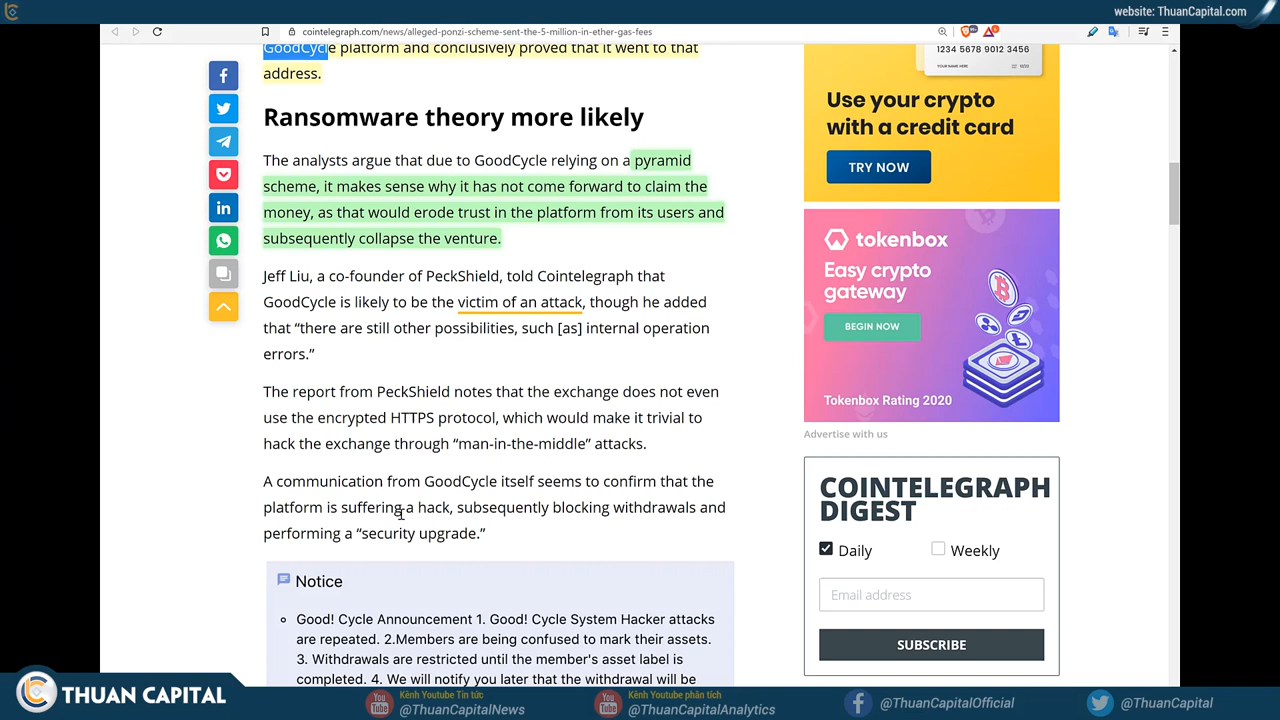 website: ThuanCapital.com
cointelegraph.com/news/alleged-ponzi-scheme-sent-the-5-million-in-ether-gas-fees
GoodCycle platform and conclusively proved that it went to that
address.
Ransomware theory more likely
The analysts argue that due to GoodCycle relying on a pyramid
scheme, it makes sense why it has not come forward to claim the
money, as that would erode trust in the platform from its users and
subsequently collapse the venture.
Jeff Liu, a co-founder of PeckShield, told Cointelegraph that
GoodCycle is likely to be the victim of an attack, though he added
that “there are still other possibilities, such [as] internal operation
errors.”
The report from PeckShield notes that the exchange does not even
use the encrypted HTTPS protocol, which would make it trivial to
hack the exchange through “man-in-the-middle” attacks.
A communication from GoodCycle itself seems to confirm that the
platform is suffering a hack, subsequently blocking withdrawals and
performing a “security upgrade.”
Notice
Good! Cycle Announcement 1. Good! Cycle System Hacker attacks
are repeated. 2.Members are being confused to mark their assets.
3. Withdrawals are restricted until the member's asset label is
completed. 4. We will notify you later that the withdrawal will be
1234 5678 9012 3456
YOUR NAME HERE
Use your crypto
with a credit card
TRY NOW
tokenbox
Easy crypto
gateway
BEGIN NOW
Tokenbox Rating 2020
Advertise with us
COINTELEGRAPH
DIGEST
Daily
Weekly
Email address
SUBSCRIBE
THUAN CAPITAL
You
Tube
Kênh Youtube Tin tức
@ThuanCapitalNews
You
Tube
Kênh Youtube phân tích
@ThuanCapitalAnalytics
@ThuanCapitalOfficial
@ThuanCapital